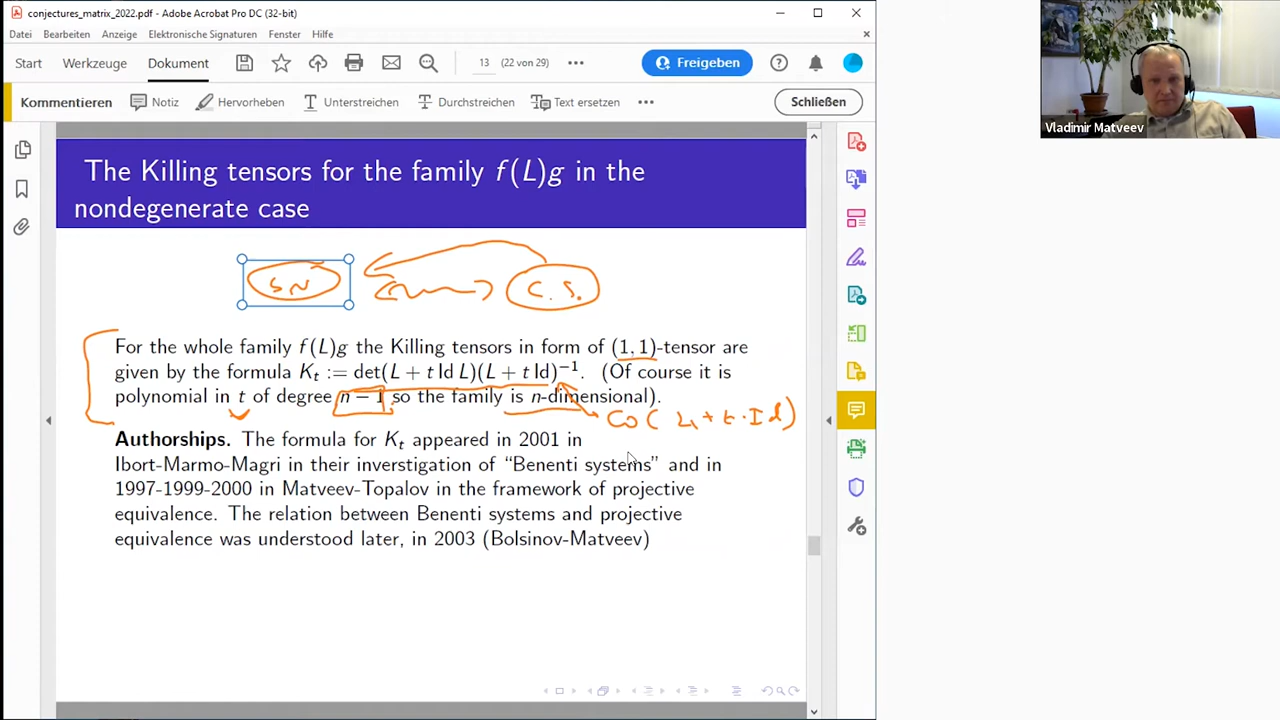 conjectures_matrix_2022.pdf - Adobe Acrobat Pro DC (32-bit)
Datei Bearbeiten Anzeige Elektronische Signaturen Fenster Hilfe
Start Werkzeuge Dokument 13 (22 von 29) Freigeben
Kommentieren Notiz Hervorheben Unterstreichen Durchstreichen Text ersetzen Schließen
Vladimir Matveev
The Killing tensors for the family f(L)g in the
nondegenerate case
SN C.S.
For the whole family f(L)g the Killing tensors in form of (1, 1)-tensor are
given by the formula K_t := det(L + t Id L)(L + t Id)^{-1}. (Of course it is
polynomial in t of degree n − 1 so the family is n-dimensional).
Co( L + t · Id)
Authorships. The formula for K_t appeared in 2001 in
Ibort-Marmo-Magri in their inverstigation of "Benenti systems" and in
1997-1999-2000 in Matveev-Topalov in the framework of projective
equivalence. The relation between Benenti systems and projective
equivalence was understood later, in 2003 (Bolsinov-Matveev)